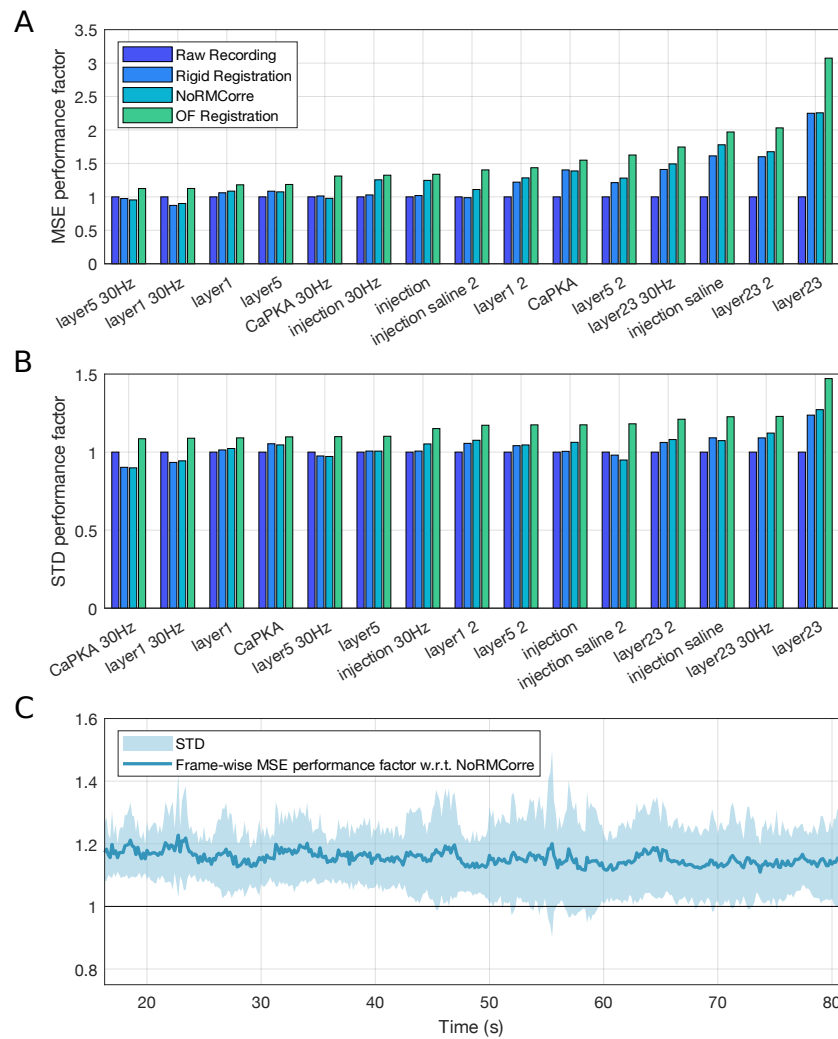 A
MSE performance factor
3.5
3
2.5
2
1.5
1
0.5
0
Raw Recording
Rigid Registration
NoRMCorre
OF Registration
layer5 30Hz
layer1 30Hz
layer1
layer5
CaPKA 30Hz
injection 30Hz
injection
injection saline 2
layer1 2
CaPKA
layer5 2
layer23 30Hz
injection saline
layer23 2
layer23
B
STD performance factor
1.5
1
0.5
0
CaPKA 30Hz
layer1 30Hz
layer1
CaPKA
layer5 30Hz
layer5
injection 30Hz
layer1 2
layer5 2
injection
injection saline 2
layer23 2
injection saline
layer23 30Hz
layer23
C
1.6
1.4
1.2
1
0.8
STD
Frame-wise MSE performance factor w.r.t. NoRMCorre
20 30 40 50 60 70 80
Time (s)